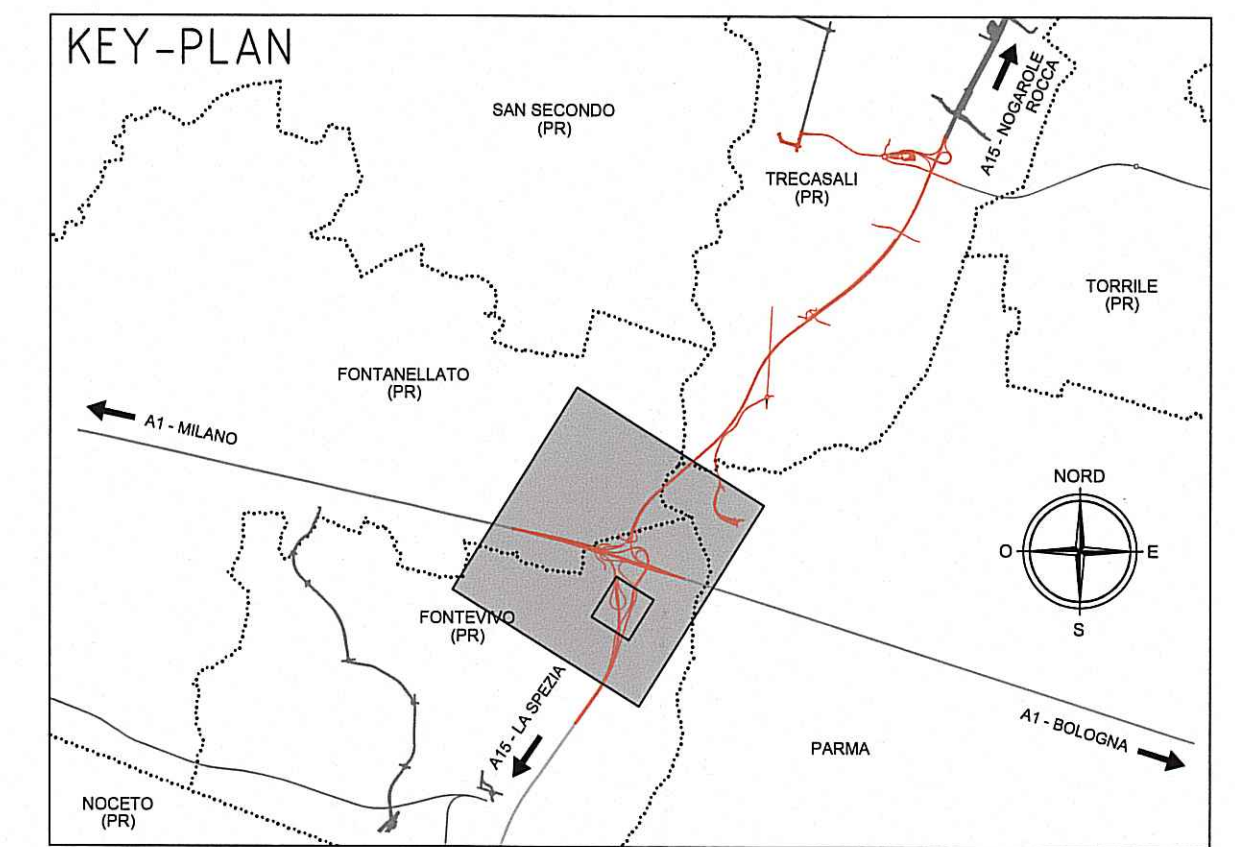 KEY-PLAN
SAN SECONDO
(PR)
A15 - NOGAROLE
ROCCA
TRECASALI
(PR)
TORRILE
(PR)
FONTANELLATO
(PR)
A1 - MILANO
NORD
O
E
S
FONTEVIVO
(PR)
A15 - LA SPEZIA
A1 - BOLOGNA
PARMA
NOCETO
(PR)